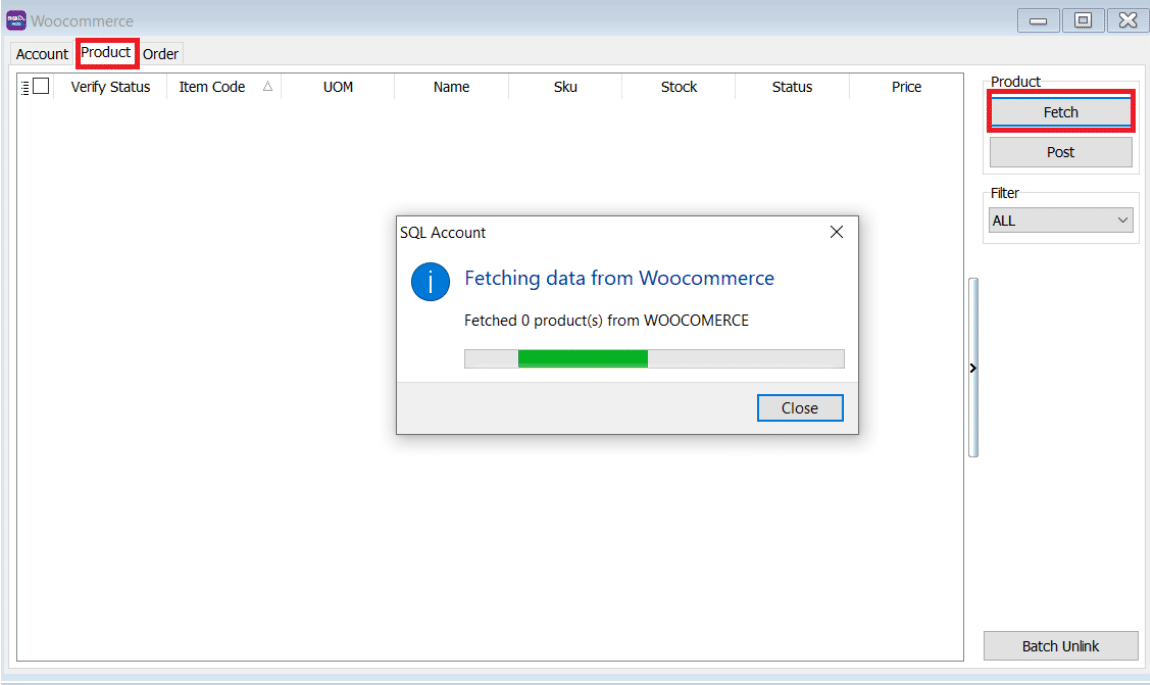 Woocommerce
Account Product Order
Verify Status Item Code UOM Name Sku Stock Status Price
Product
Fetch
Post
Filter
ALL
SQL Account
Fetching data from Woocommerce
Fetched 0 product(s) from WOOCOMERCE
Close
Batch Unlink